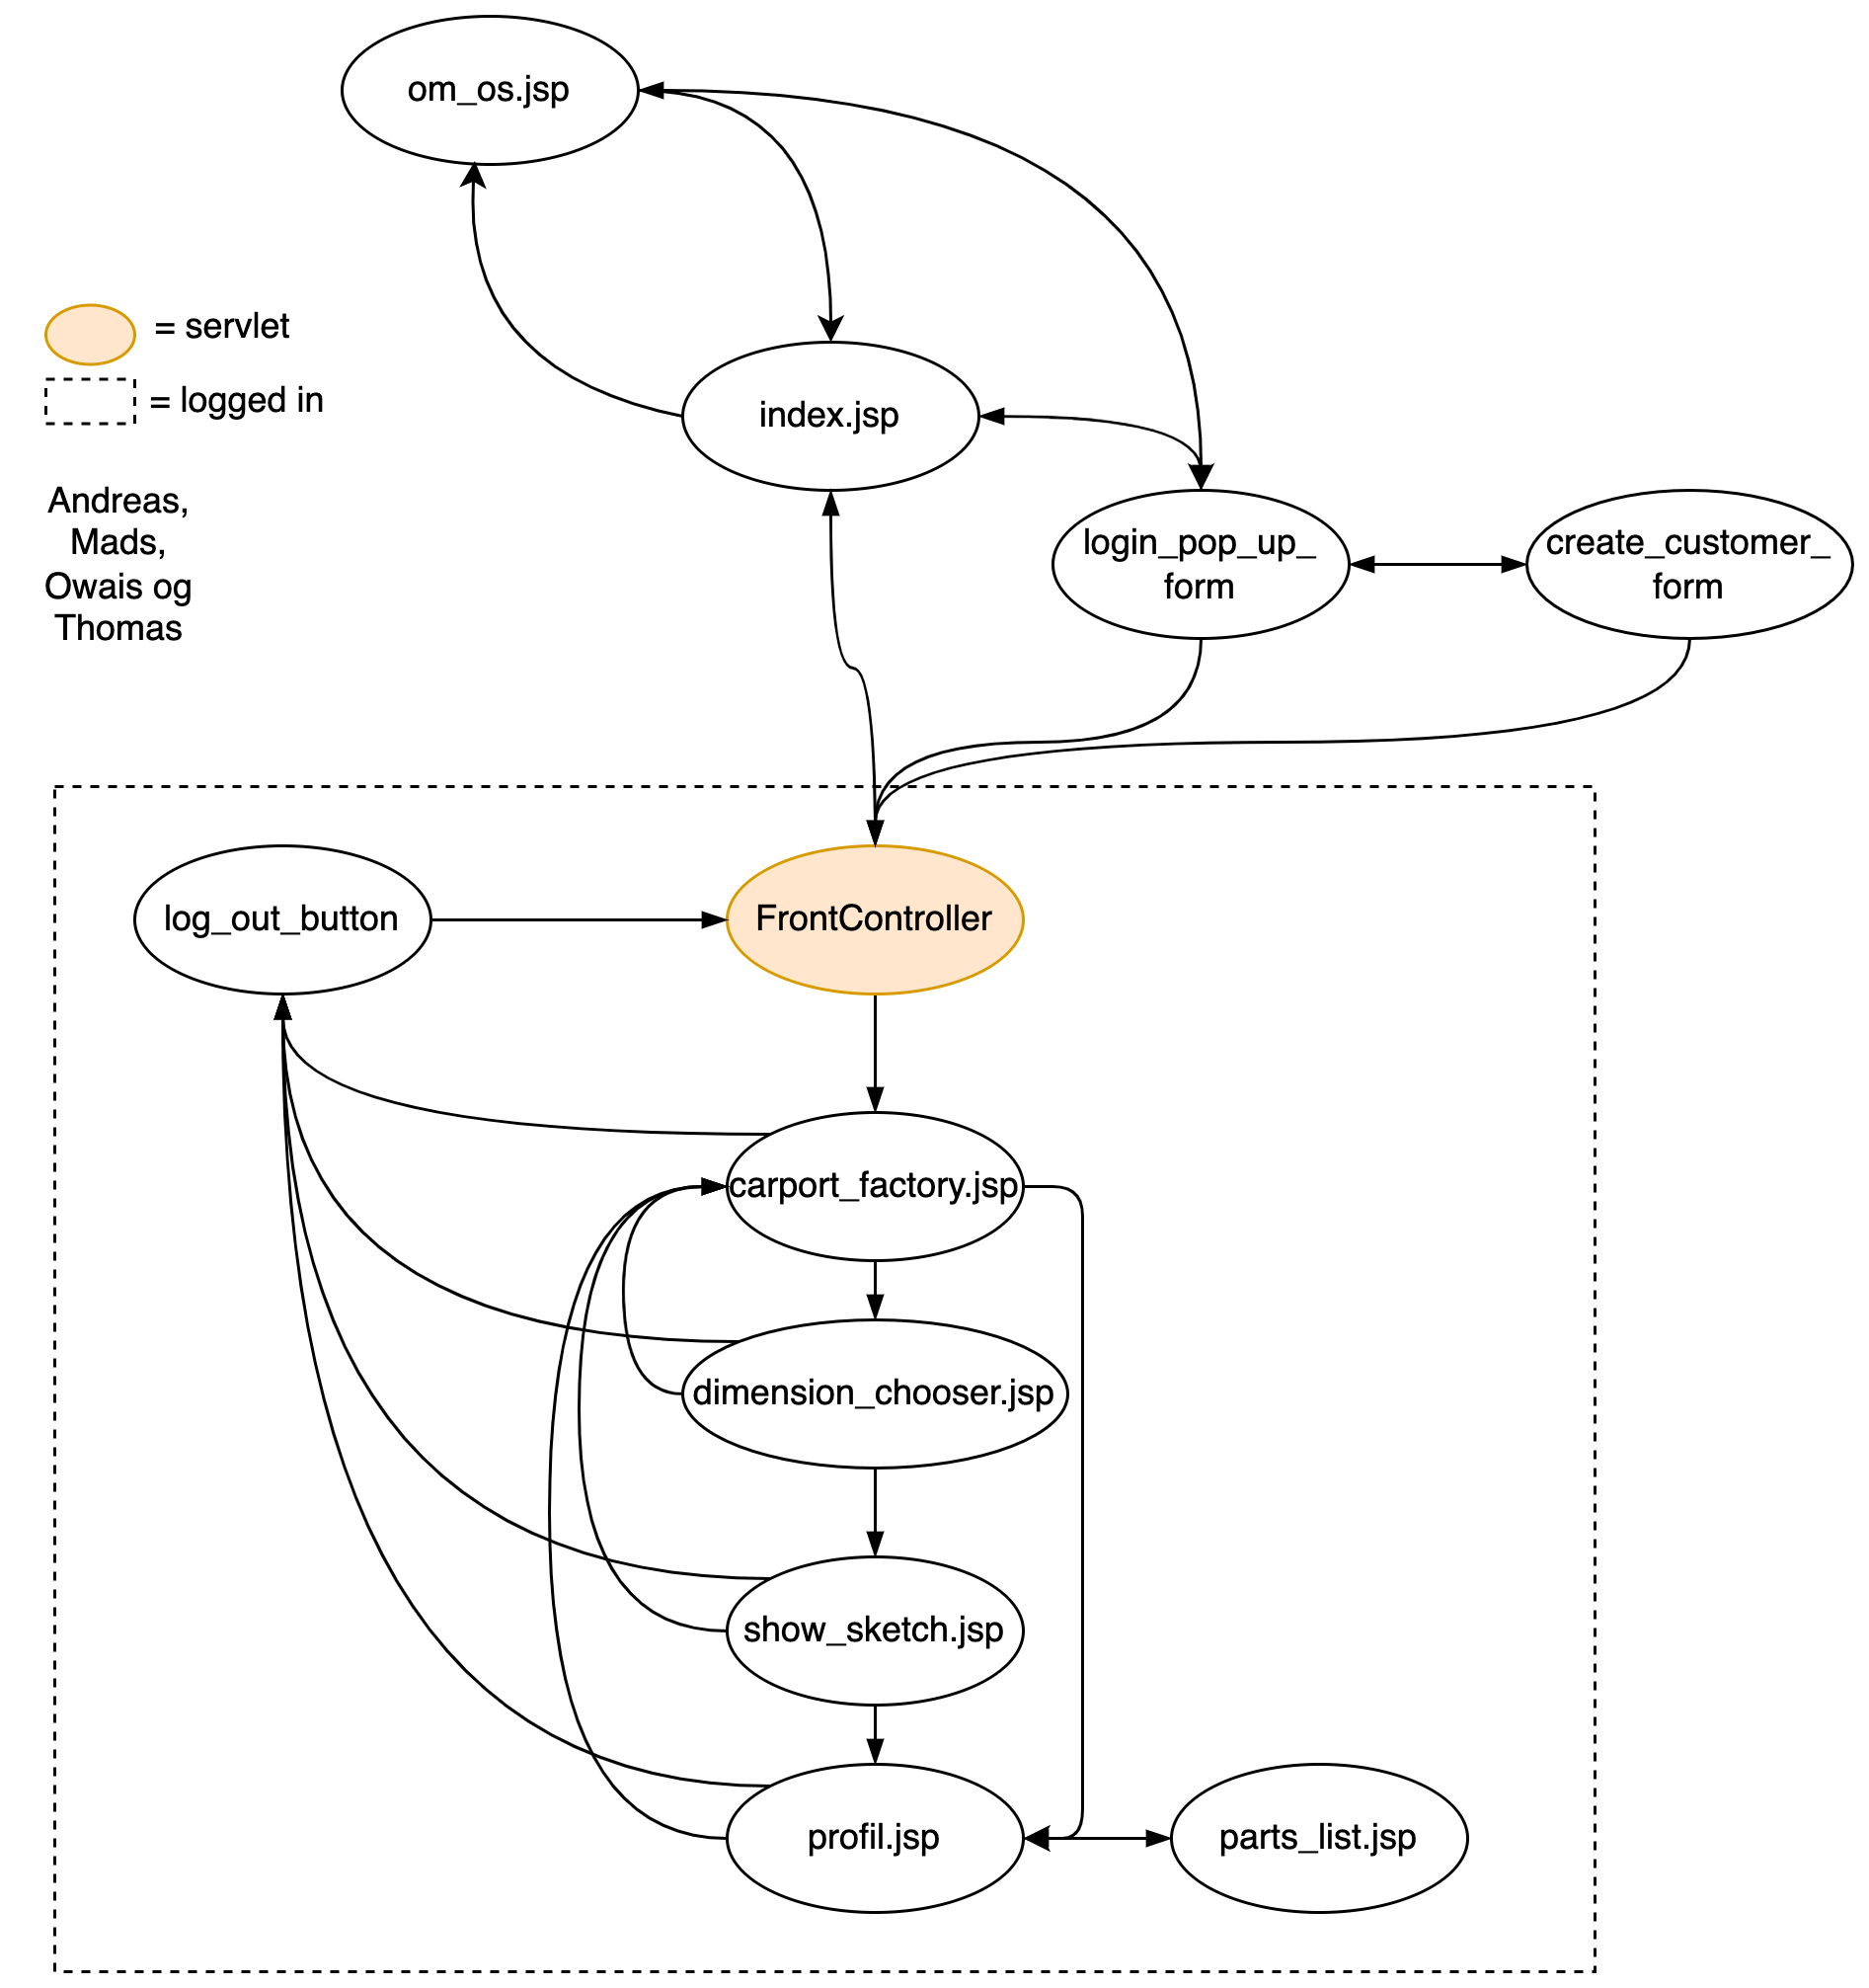 om_os.jsp
= servlet
= logged in
index.jsp
Andreas,
Mads,
Owais og
Thomas
login_pop_up_
form
create_customer_
form
log_out_button
FrontController
carport_factory.jsp
dimension_chooser.jsp
show_sketch.jsp
profil.jsp
parts_list.jsp